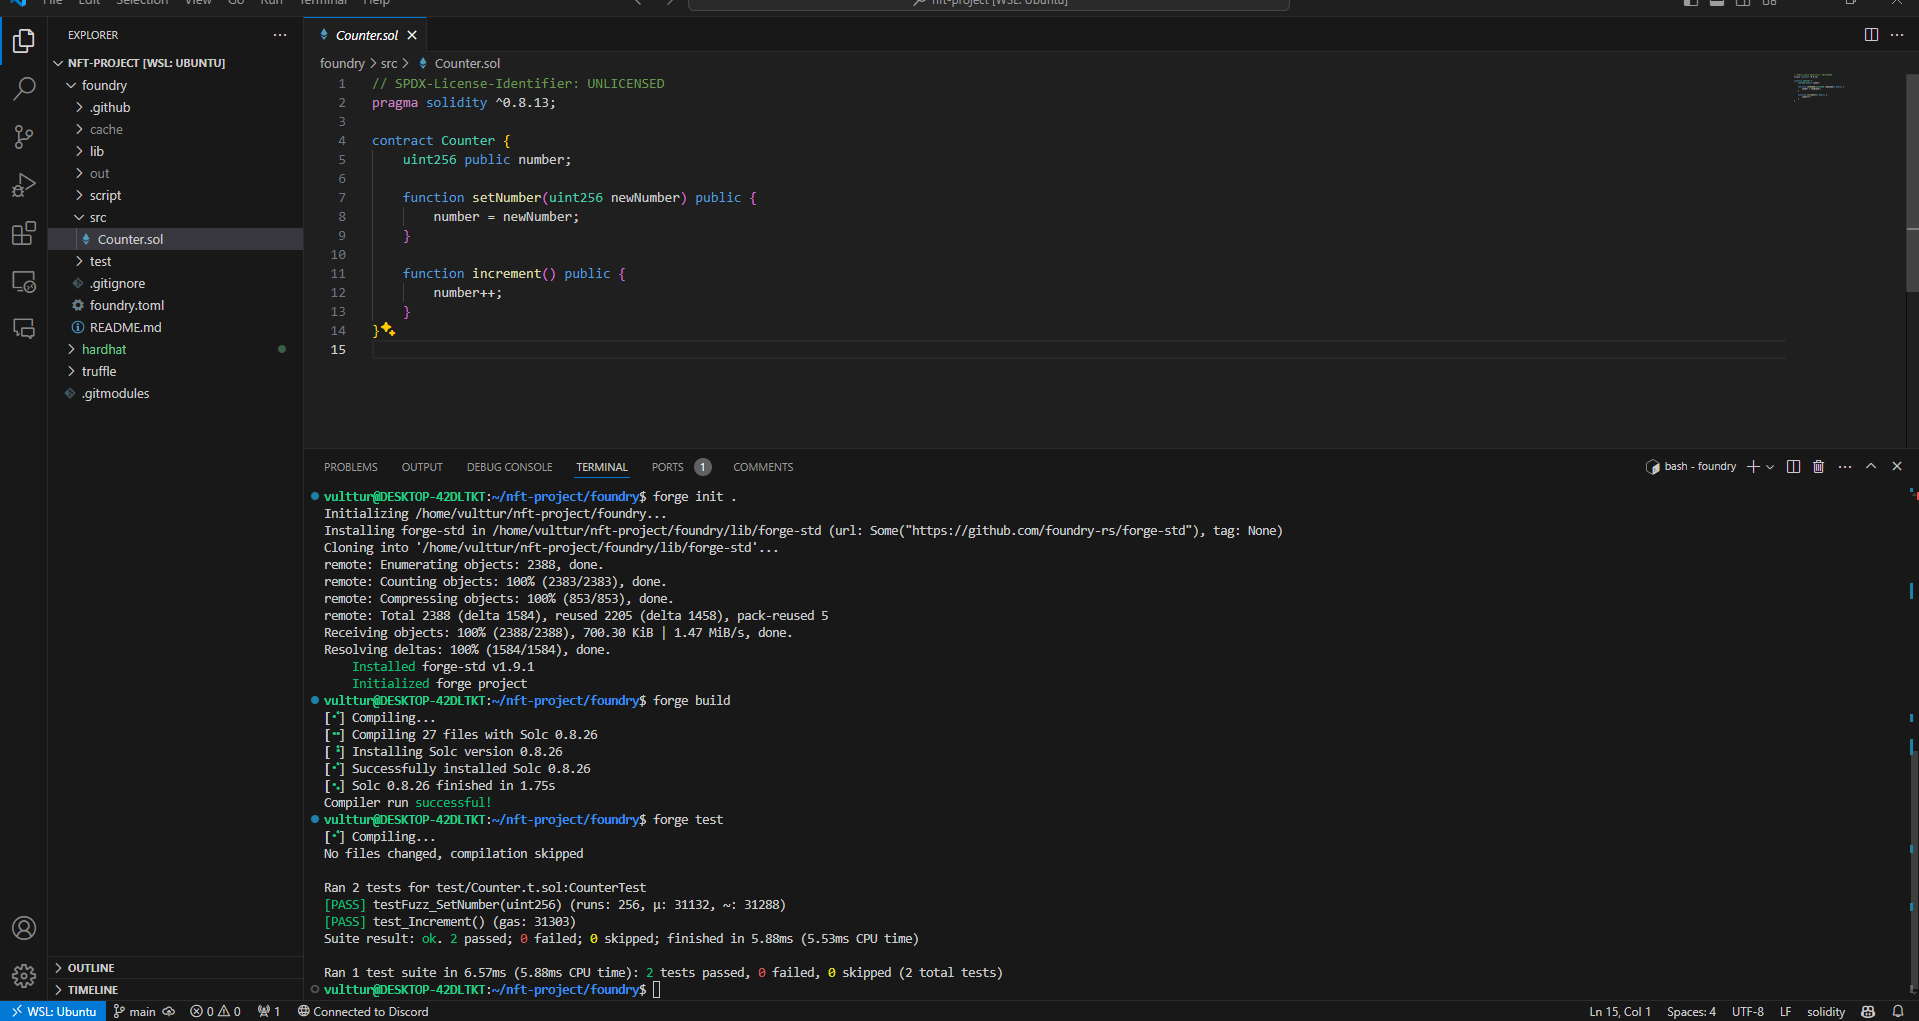 File Edit Selection View Go Run Terminal Help
nft-project [WSL: Ubuntu]
EXPLORER
NFT-PROJECT [WSL: UBUNTU]
foundry
.github
cache
lib
out
script
src
Counter.sol
test
.gitignore
foundry.toml
README.md
hardhat
truffle
.gitmodules
OUTLINE
TIMELINE
Counter.sol
foundry > src > Counter.sol
1 // SPDX-License-Identifier: UNLICENSED
2 pragma solidity ^0.8.13;
3
4 contract Counter {
5 uint256 public number;
6
7 function setNumber(uint256 newNumber) public {
8 number = newNumber;
9 }
10
11 function increment() public {
12 number++;
13 }
14 }
15
PROBLEMS OUTPUT DEBUG CONSOLE TERMINAL PORTS 1 COMMENTS
bash - foundry
vulttur@DESKTOP-42DLTKT:~/nft-project/foundry$ forge init .
Initializing /home/vulttur/nft-project/foundry...
Installing forge-std in /home/vulttur/nft-project/foundry/lib/forge-std (url: Some("https://github.com/foundry-rs/forge-std"), tag: None)
Cloning into '/home/vulttur/nft-project/foundry/lib/forge-std'...
remote: Enumerating objects: 2388, done.
remote: Counting objects: 100% (2383/2383), done.
remote: Compressing objects: 100% (853/853), done.
remote: Total 2388 (delta 1584), reused 2205 (delta 1458), pack-reused 5
Receiving objects: 100% (2388/2388), 700.30 KiB | 1.47 MiB/s, done.
Resolving deltas: 100% (1584/1584), done.
Installed forge-std v1.9.1
Initialized forge project
vulttur@DESKTOP-42DLTKT:~/nft-project/foundry$ forge build
[⠊] Compiling...
[⠒] Compiling 27 files with Solc 0.8.26
[⠘] Installing Solc version 0.8.26
[⠊] Successfully installed Solc 0.8.26
[⠢] Solc 0.8.26 finished in 1.75s
Compiler run successful!
vulttur@DESKTOP-42DLTKT:~/nft-project/foundry$ forge test
[⠊] Compiling...
No files changed, compilation skipped
Ran 2 tests for test/Counter.t.sol:CounterTest
[PASS] testFuzz_SetNumber(uint256) (runs: 256, μ: 31132, ~: 31288)
[PASS] test_Increment() (gas: 31303)
Suite result: ok. 2 passed; 0 failed; 0 skipped; finished in 5.88ms (5.53ms CPU time)
Ran 1 test suite in 6.57ms (5.88ms CPU time): 2 tests passed, 0 failed, 0 skipped (2 total tests)
vulttur@DESKTOP-42DLTKT:~/nft-project/foundry$
WSL: Ubuntu main 0 0 1 Connected to Discord Ln 15, Col 1 Spaces: 4 UTF-8 LF solidity